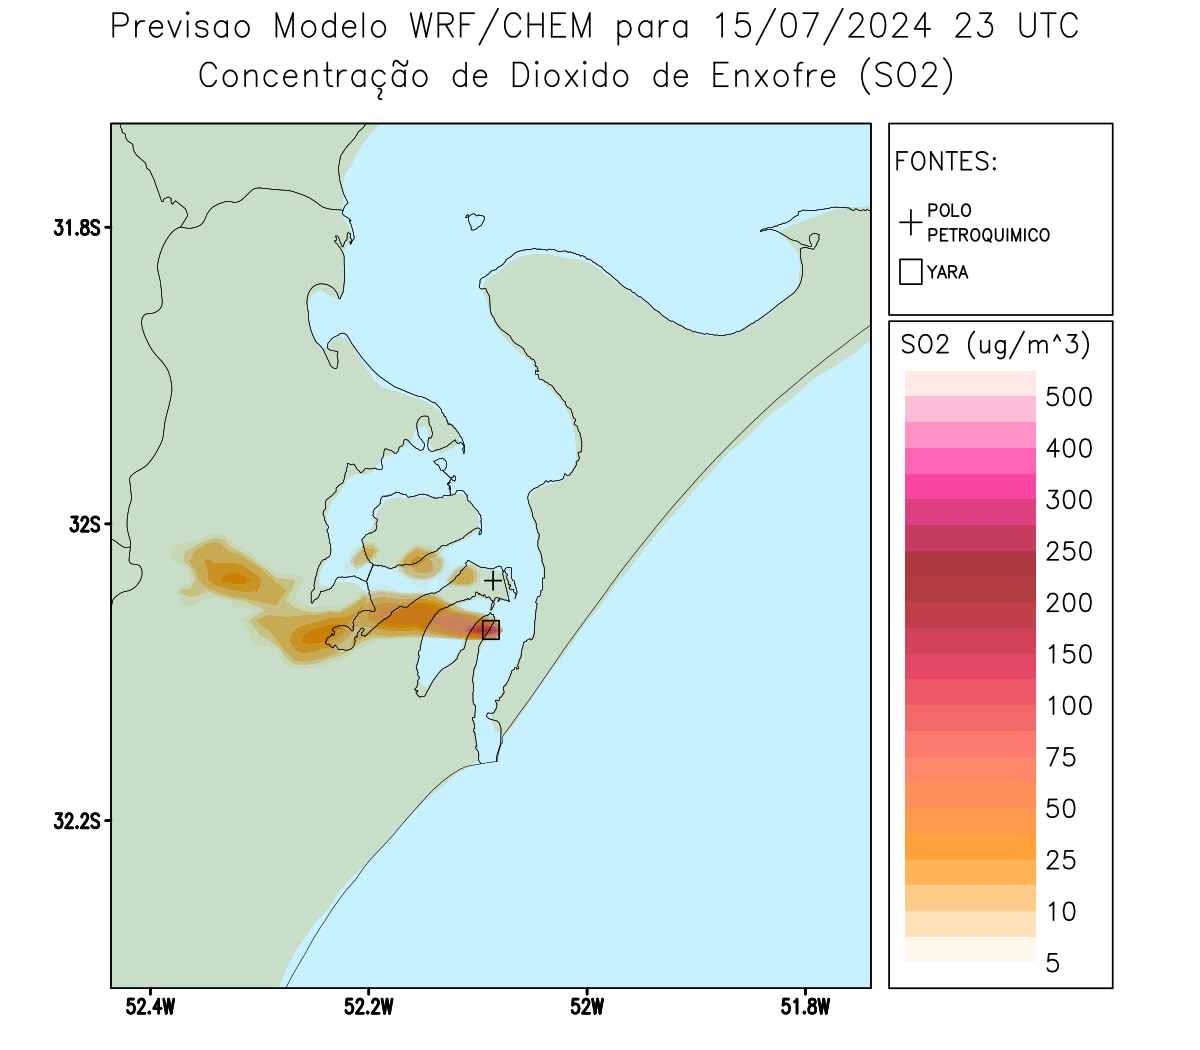 Previsao Modelo WRF/CHEM para 15/07/2024 23 UTC
Concentração de Dioxido de Enxofre (SO2)
FONTES:
POLO
PETROQUIMICO
YARA
31.8S
32S
32.2S
52.4W
52.2W
52W
51.8W
SO2 (ug/m^3)
500
400
300
250
200
150
100
75
50
25
10
5